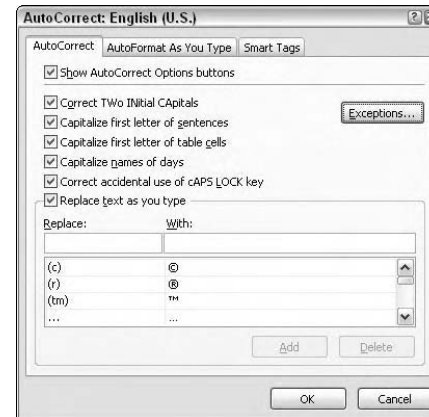 AutoCorrect: English (U.S.)
AutoCorrect AutoFormat As You Type Smart Tags
Show AutoCorrect Options buttons
Correct TWo INitial CApitals
Exceptions...
Capitalize first letter of sentences
Capitalize first letter of table cells
Capitalize names of days
Correct accidental use of cAPS LOCK key
Replace text as you type
Replace: With:
(c) ©
(r) ®
(tm) ™
... ...
Add Delete
OK Cancel